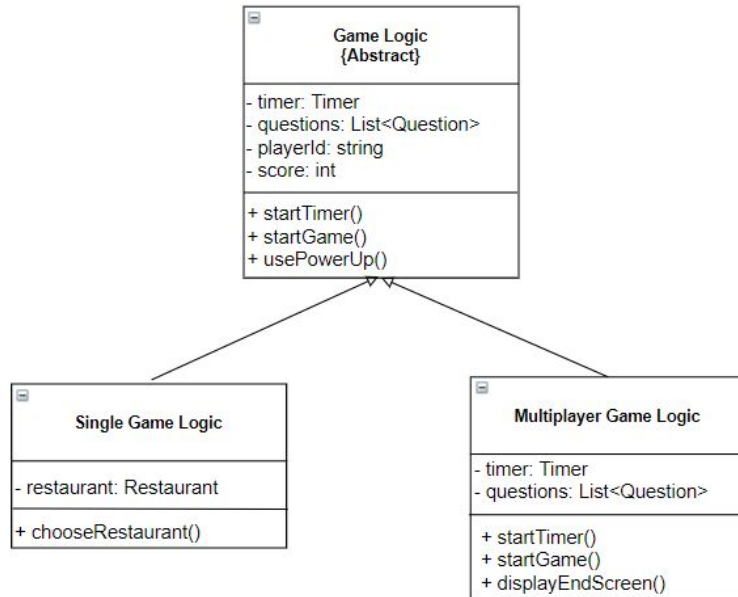 Game Logic
{Abstract}
- timer: Timer
- questions: List<Question>
- playerId: string
- score: int
+ startTimer()
+ startGame()
+ usePowerUp()
Single Game Logic
- restaurant: Restaurant
+ chooseRestaurant()
Multiplayer Game Logic
- timer: Timer
- questions: List<Question>
+ startTimer()
+ startGame()
+ displayEndScreen()